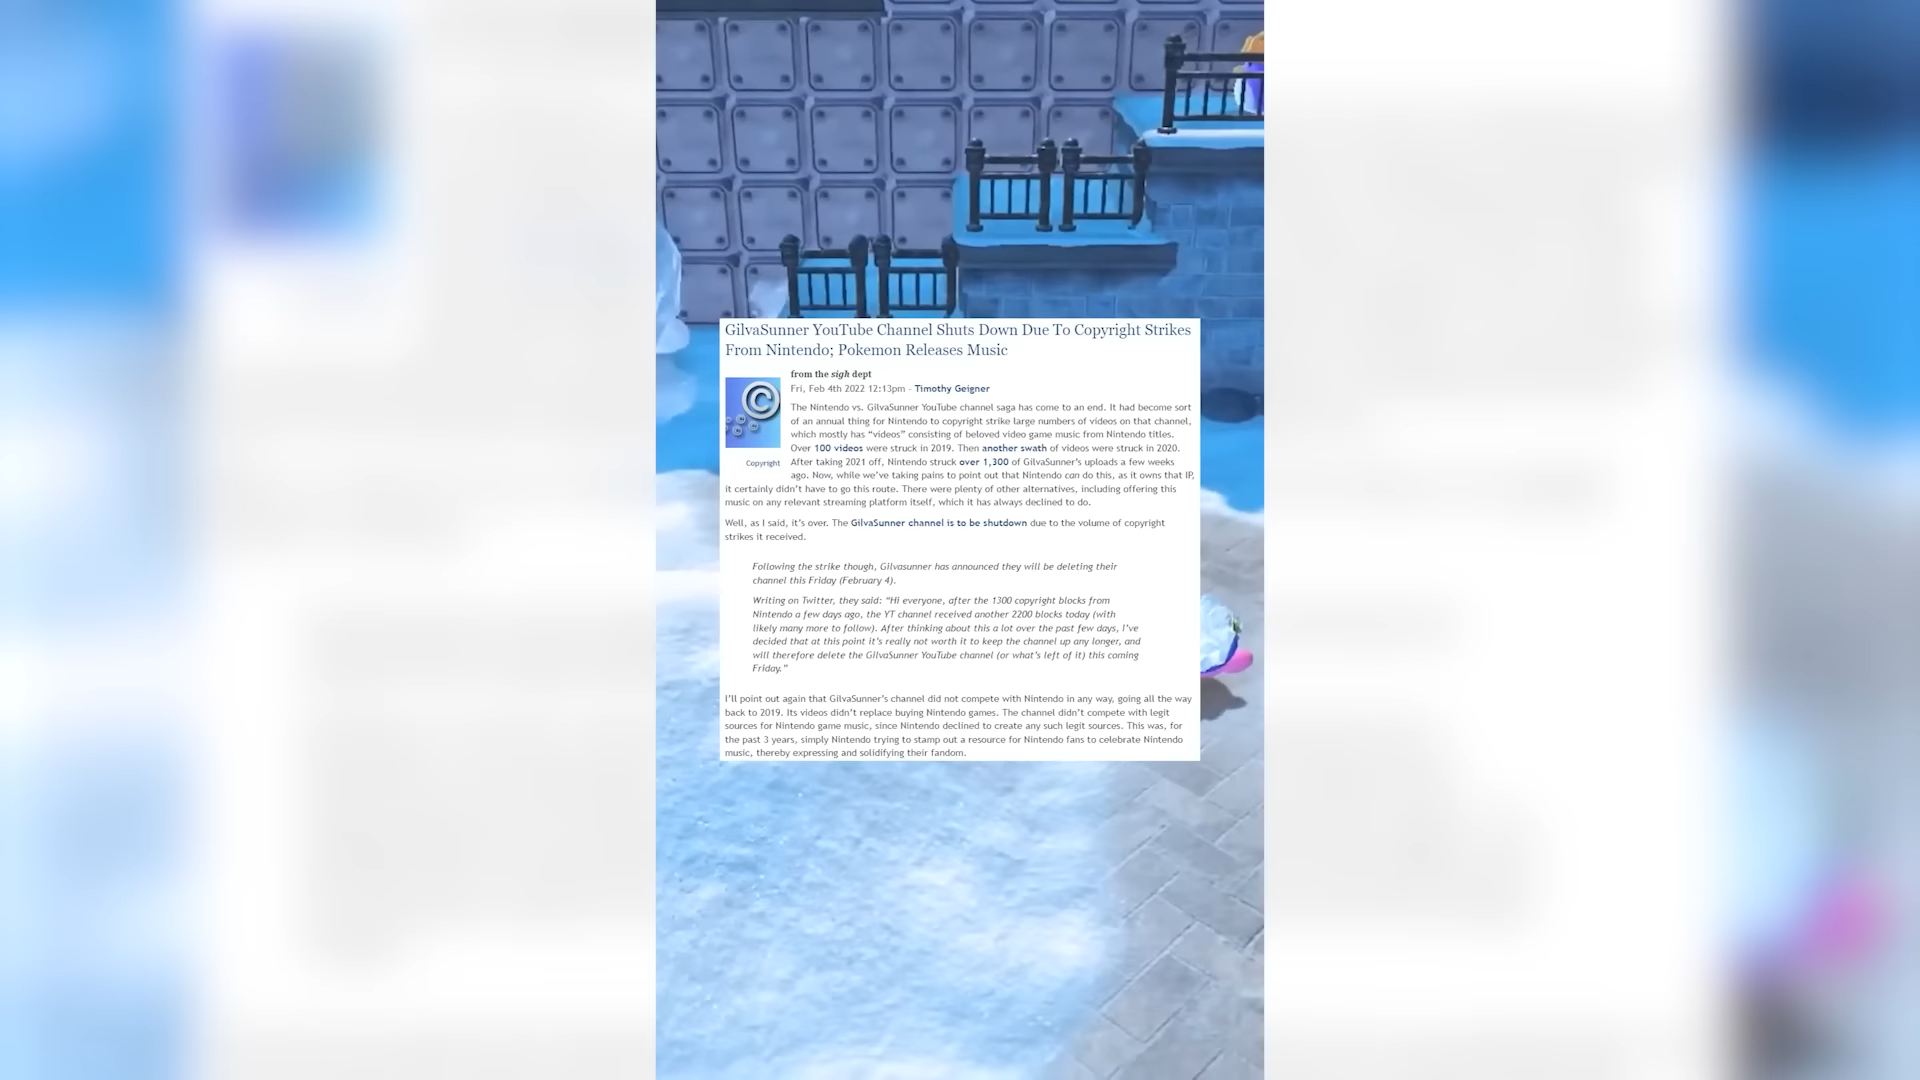 GilvaSunner YouTube Channel Shuts Down Due To Copyright Strikes
From Nintendo; Pokemon Releases Music
from the sigh dept
Fri, Feb 4th 2022 12:13pm - Timothy Geigner
The Nintendo vs. GilvaSunner YouTube channel saga has come to an end. It had become sort
of an annual thing for Nintendo to copyright strike large numbers of videos on that channel,
which mostly has “videos” consisting of beloved video game music from Nintendo titles.
Over 100 videos were struck in 2019. Then another swath of videos were struck in 2020.
Copyright
After taking 2021 off, Nintendo struck over 1,300 of GilvaSunner's uploads a few weeks
ago. Now, while we've taking pains to point out that Nintendo can do this, as it owns that IP,
it certainly didn't have to go this route. There were plenty of other alternatives, including offering this
music on any relevant streaming platform itself, which it has always declined to do.
Well, as I said, it's over. The GilvaSunner channel is to be shutdown due to the volume of copyright
strikes it received.
Following the strike though, Gilvasunner has announced they will be deleting their
channel this Friday (February 4).
Writing on Twitter, they said: “Hi everyone, after the 1300 copyright blocks from
Nintendo a few days ago, the YT channel received another 2200 blocks today (with
likely many more to follow). After thinking about this a lot over the past few days, I've
decided that at this point it's really not worth it to keep the channel up any longer, and
will therefore delete the GilvaSunner YouTube channel (or what's left of it) this coming
Friday.”
I'll point out again that GilvaSunner's channel did not compete with Nintendo in any way, going all the way
back to 2019. Its videos didn't replace buying Nintendo games. The channel didn't compete with legit
sources for Nintendo game music, since Nintendo declined to create any such legit sources. This was, for
the past 3 years, simply Nintendo trying to stamp out a resource for Nintendo fans to celebrate Nintendo
music, thereby expressing and solidifying their fandom.